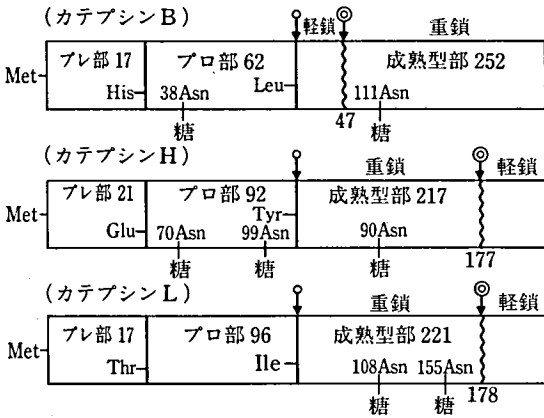 (カテプシンB)
軽鎖 重鎖
プレ部 17 プロ部 62 成熟型部 252
Met
His 38Asn Leu 111Asn
糖 47 糖
(カテプシンH)
重鎖 軽鎖
プレ部 21 プロ部 92 成熟型部 217
Met Tyr
Glu 70Asn 99Asn 90Asn
糖 糖 糖 177
(カテプシンL)
重鎖 軽鎖
プレ部 17 プロ部 96 成熟型部 221
Met
Thr Ile 108Asn 155Asn
糖 糖 178